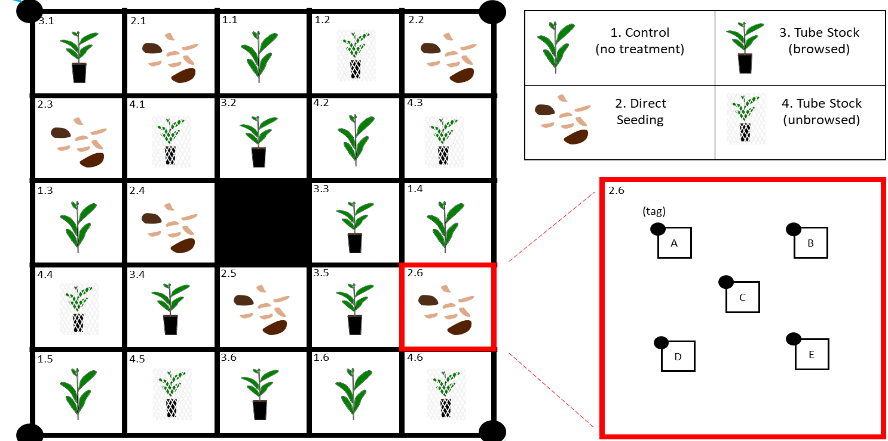 3.1 2.1 1.1 1.2 2.2
2.3 4.1 3.2 4.2 4.3
1.3 2.4 3.3 1.4
4.4 3.4 2.5 3.5 2.6
1.5 4.5 3.6 1.6 4.6
1. Control
(no treatment)
3. Tube Stock
(browsed)
2. Direct
Seeding
4. Tube Stock
(unbrowsed)
2.6
(tag)
A
B
C
D
E